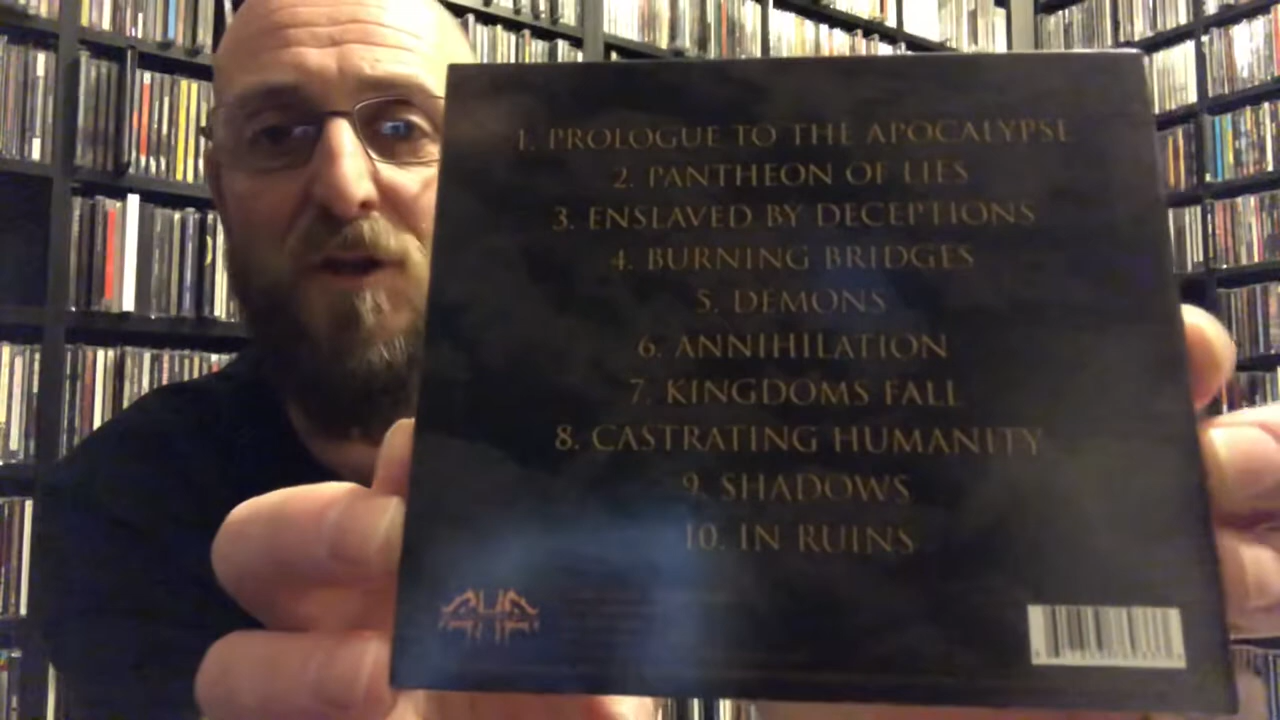 1. PROLOGUE TO THE APOCALYPSE
2. PANTHEON OF LIES
3. ENSLAVED BY DECEPTIONS
4. BURNING BRIDGES
5. DEMONS
6. ANNIHILATION
7. KINGDOMS FALL
8. CASTRATING HUMANITY
9. SHADOWS
10. IN RUINS